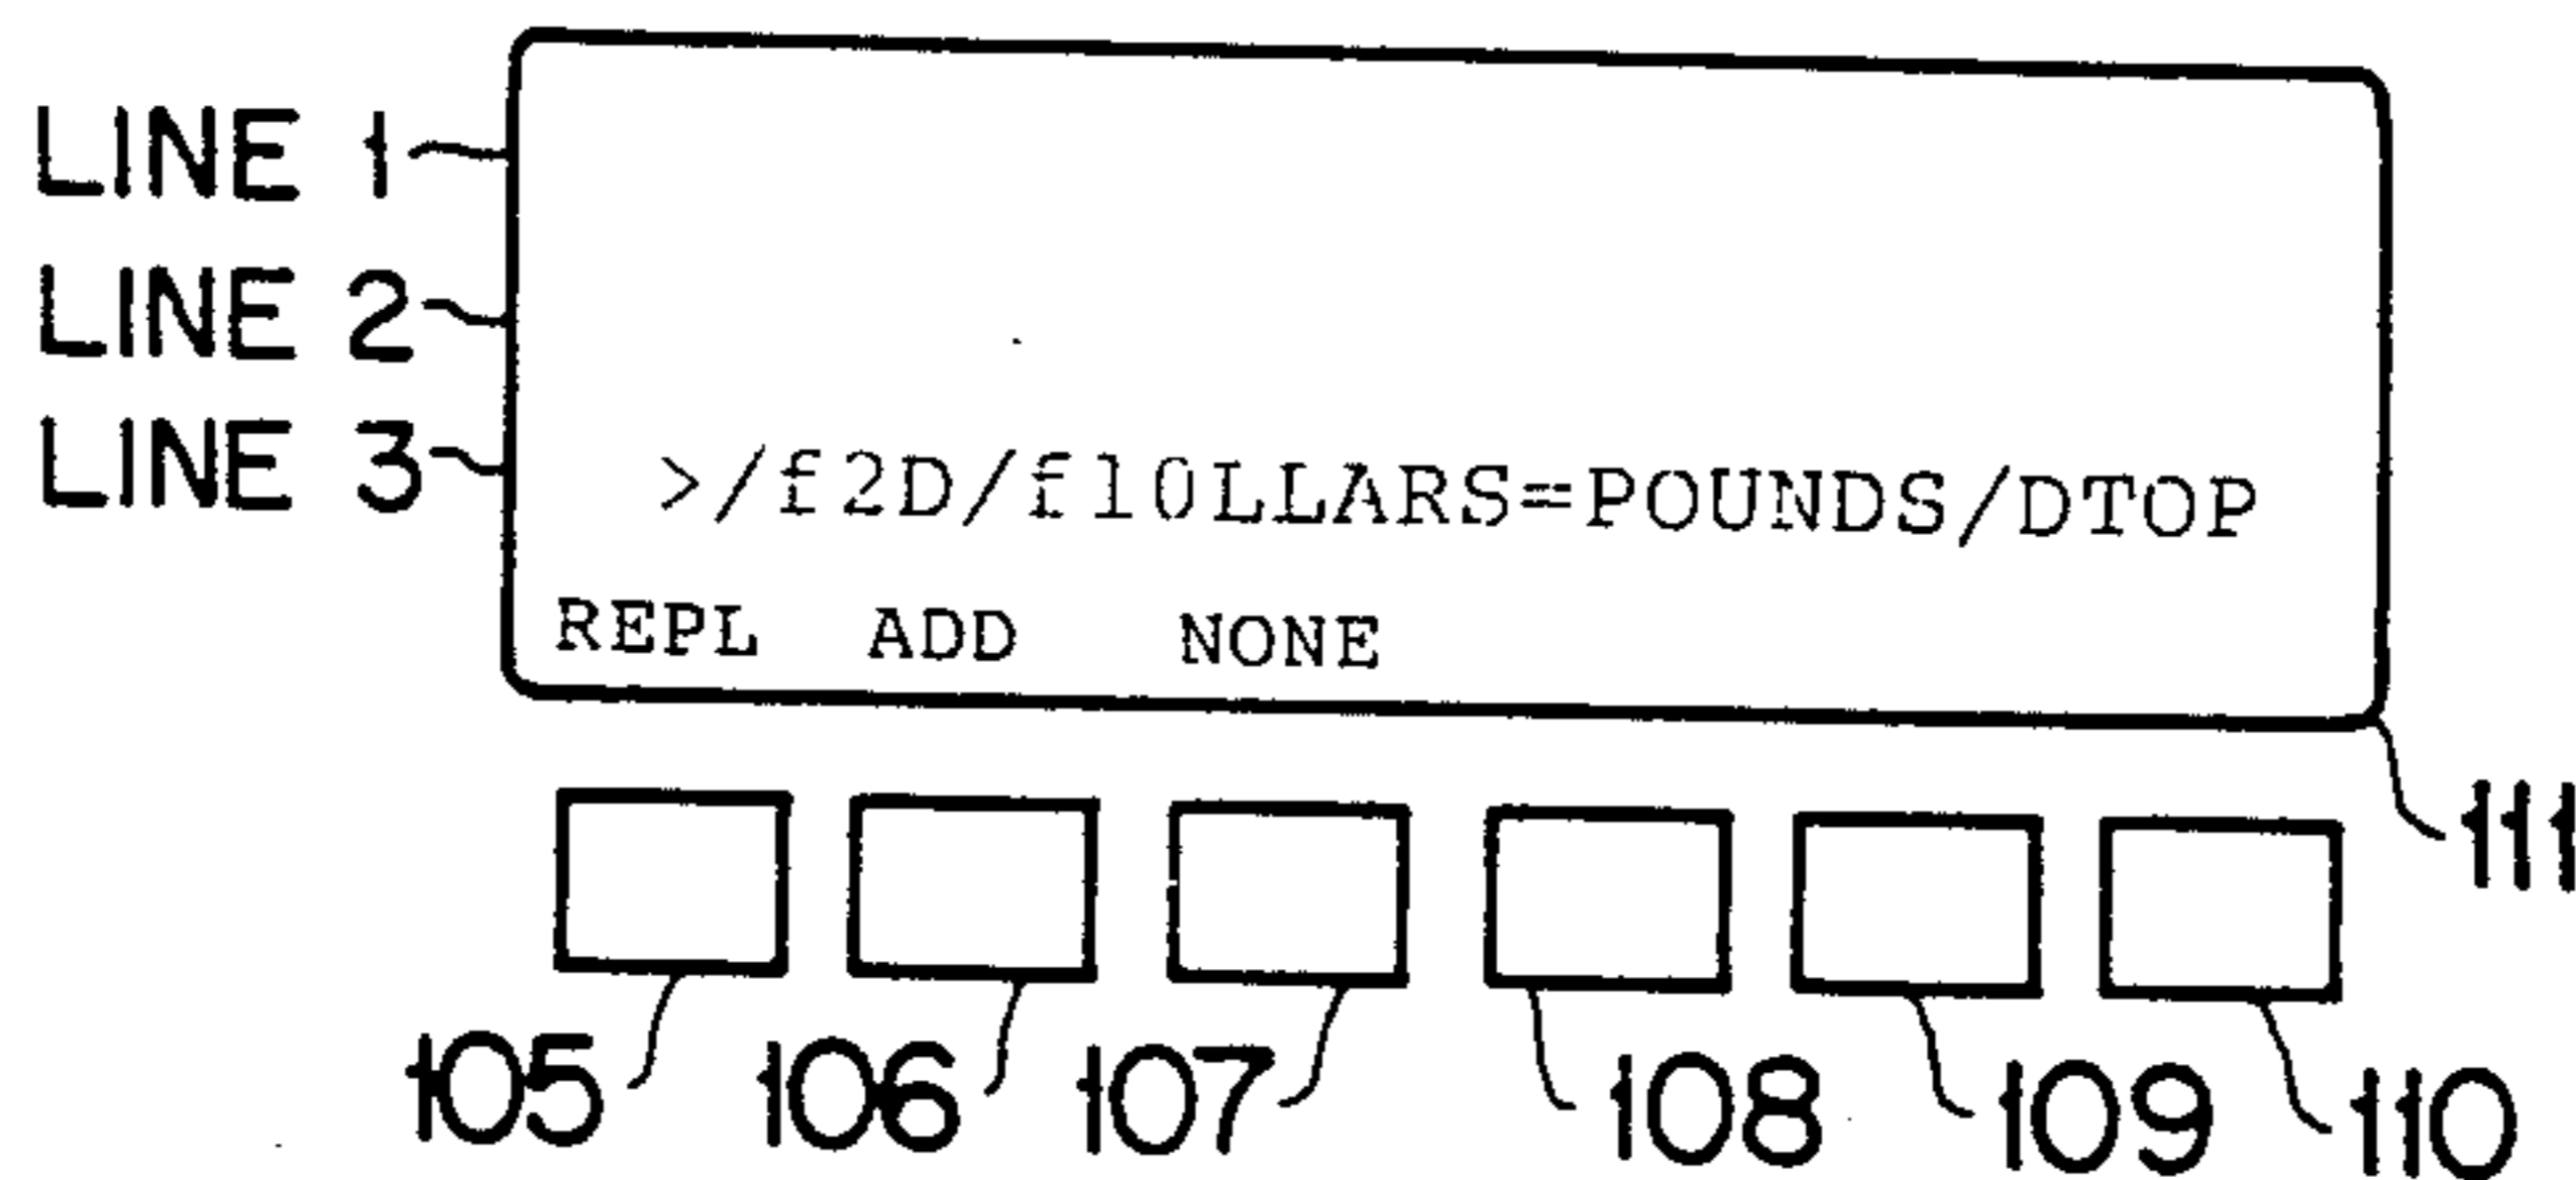 LINE 1
LINE 2
LINE 3
>/f2D/f1OLLARS=POUNDS/DTOP
REPL ADD NONE
111
105 106 107 108 109 110